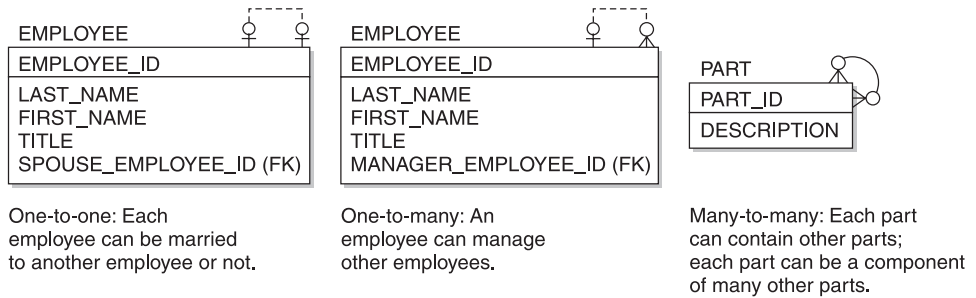 EMPLOYEE
EMPLOYEE_ID
LAST_NAME
FIRST_NAME
TITLE
SPOUSE_EMPLOYEE_ID (FK)
One-to-one: Each
employee can be married
to another employee or not.
EMPLOYEE
EMPLOYEE_ID
LAST_NAME
FIRST_NAME
TITLE
MANAGER_EMPLOYEE_ID (FK)
One-to-many: An
employee can manage
other employees.
PART
PART_ID
DESCRIPTION
Many-to-many: Each part
can contain other parts;
each part can be a component
of many other parts.